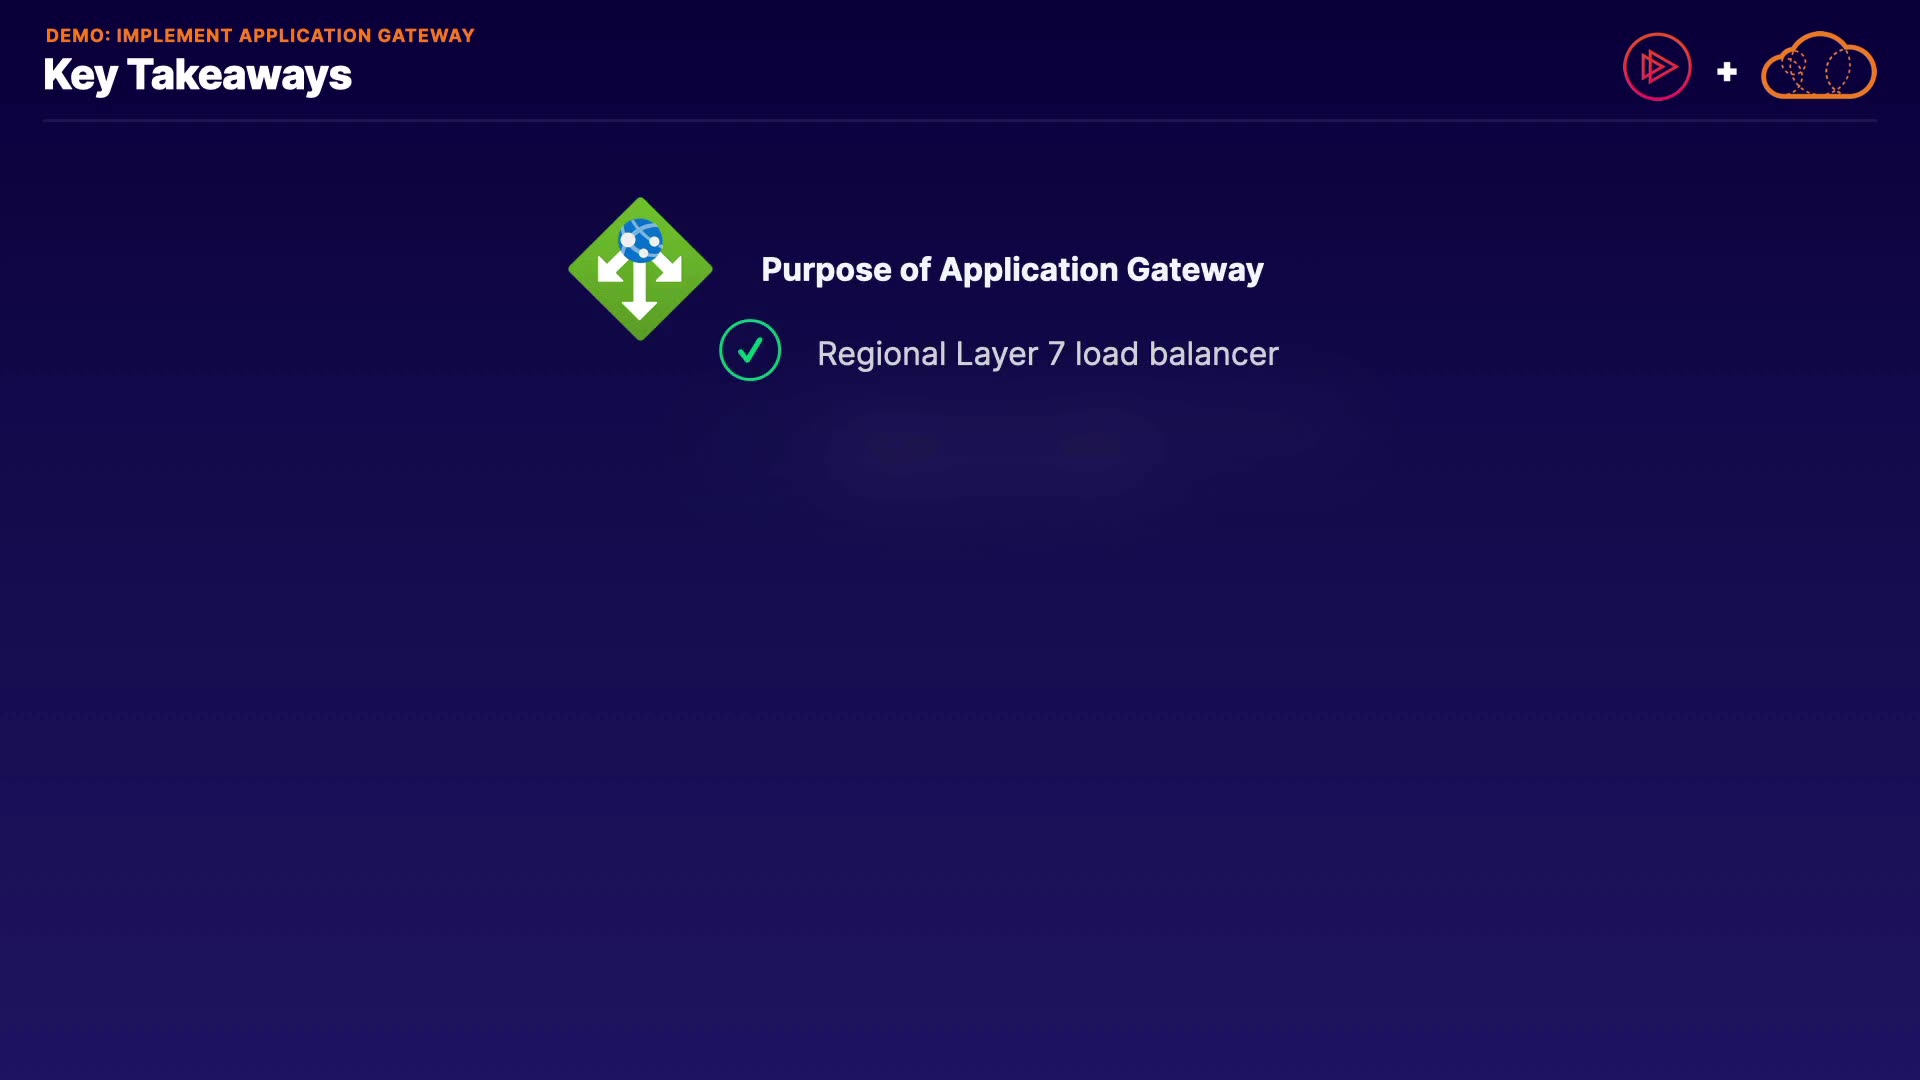 DEMO: IMPLEMENT APPLICATION GATEWAY
Key Takeaways
+
Purpose of Application Gateway
Regional Layer 7 load balancer